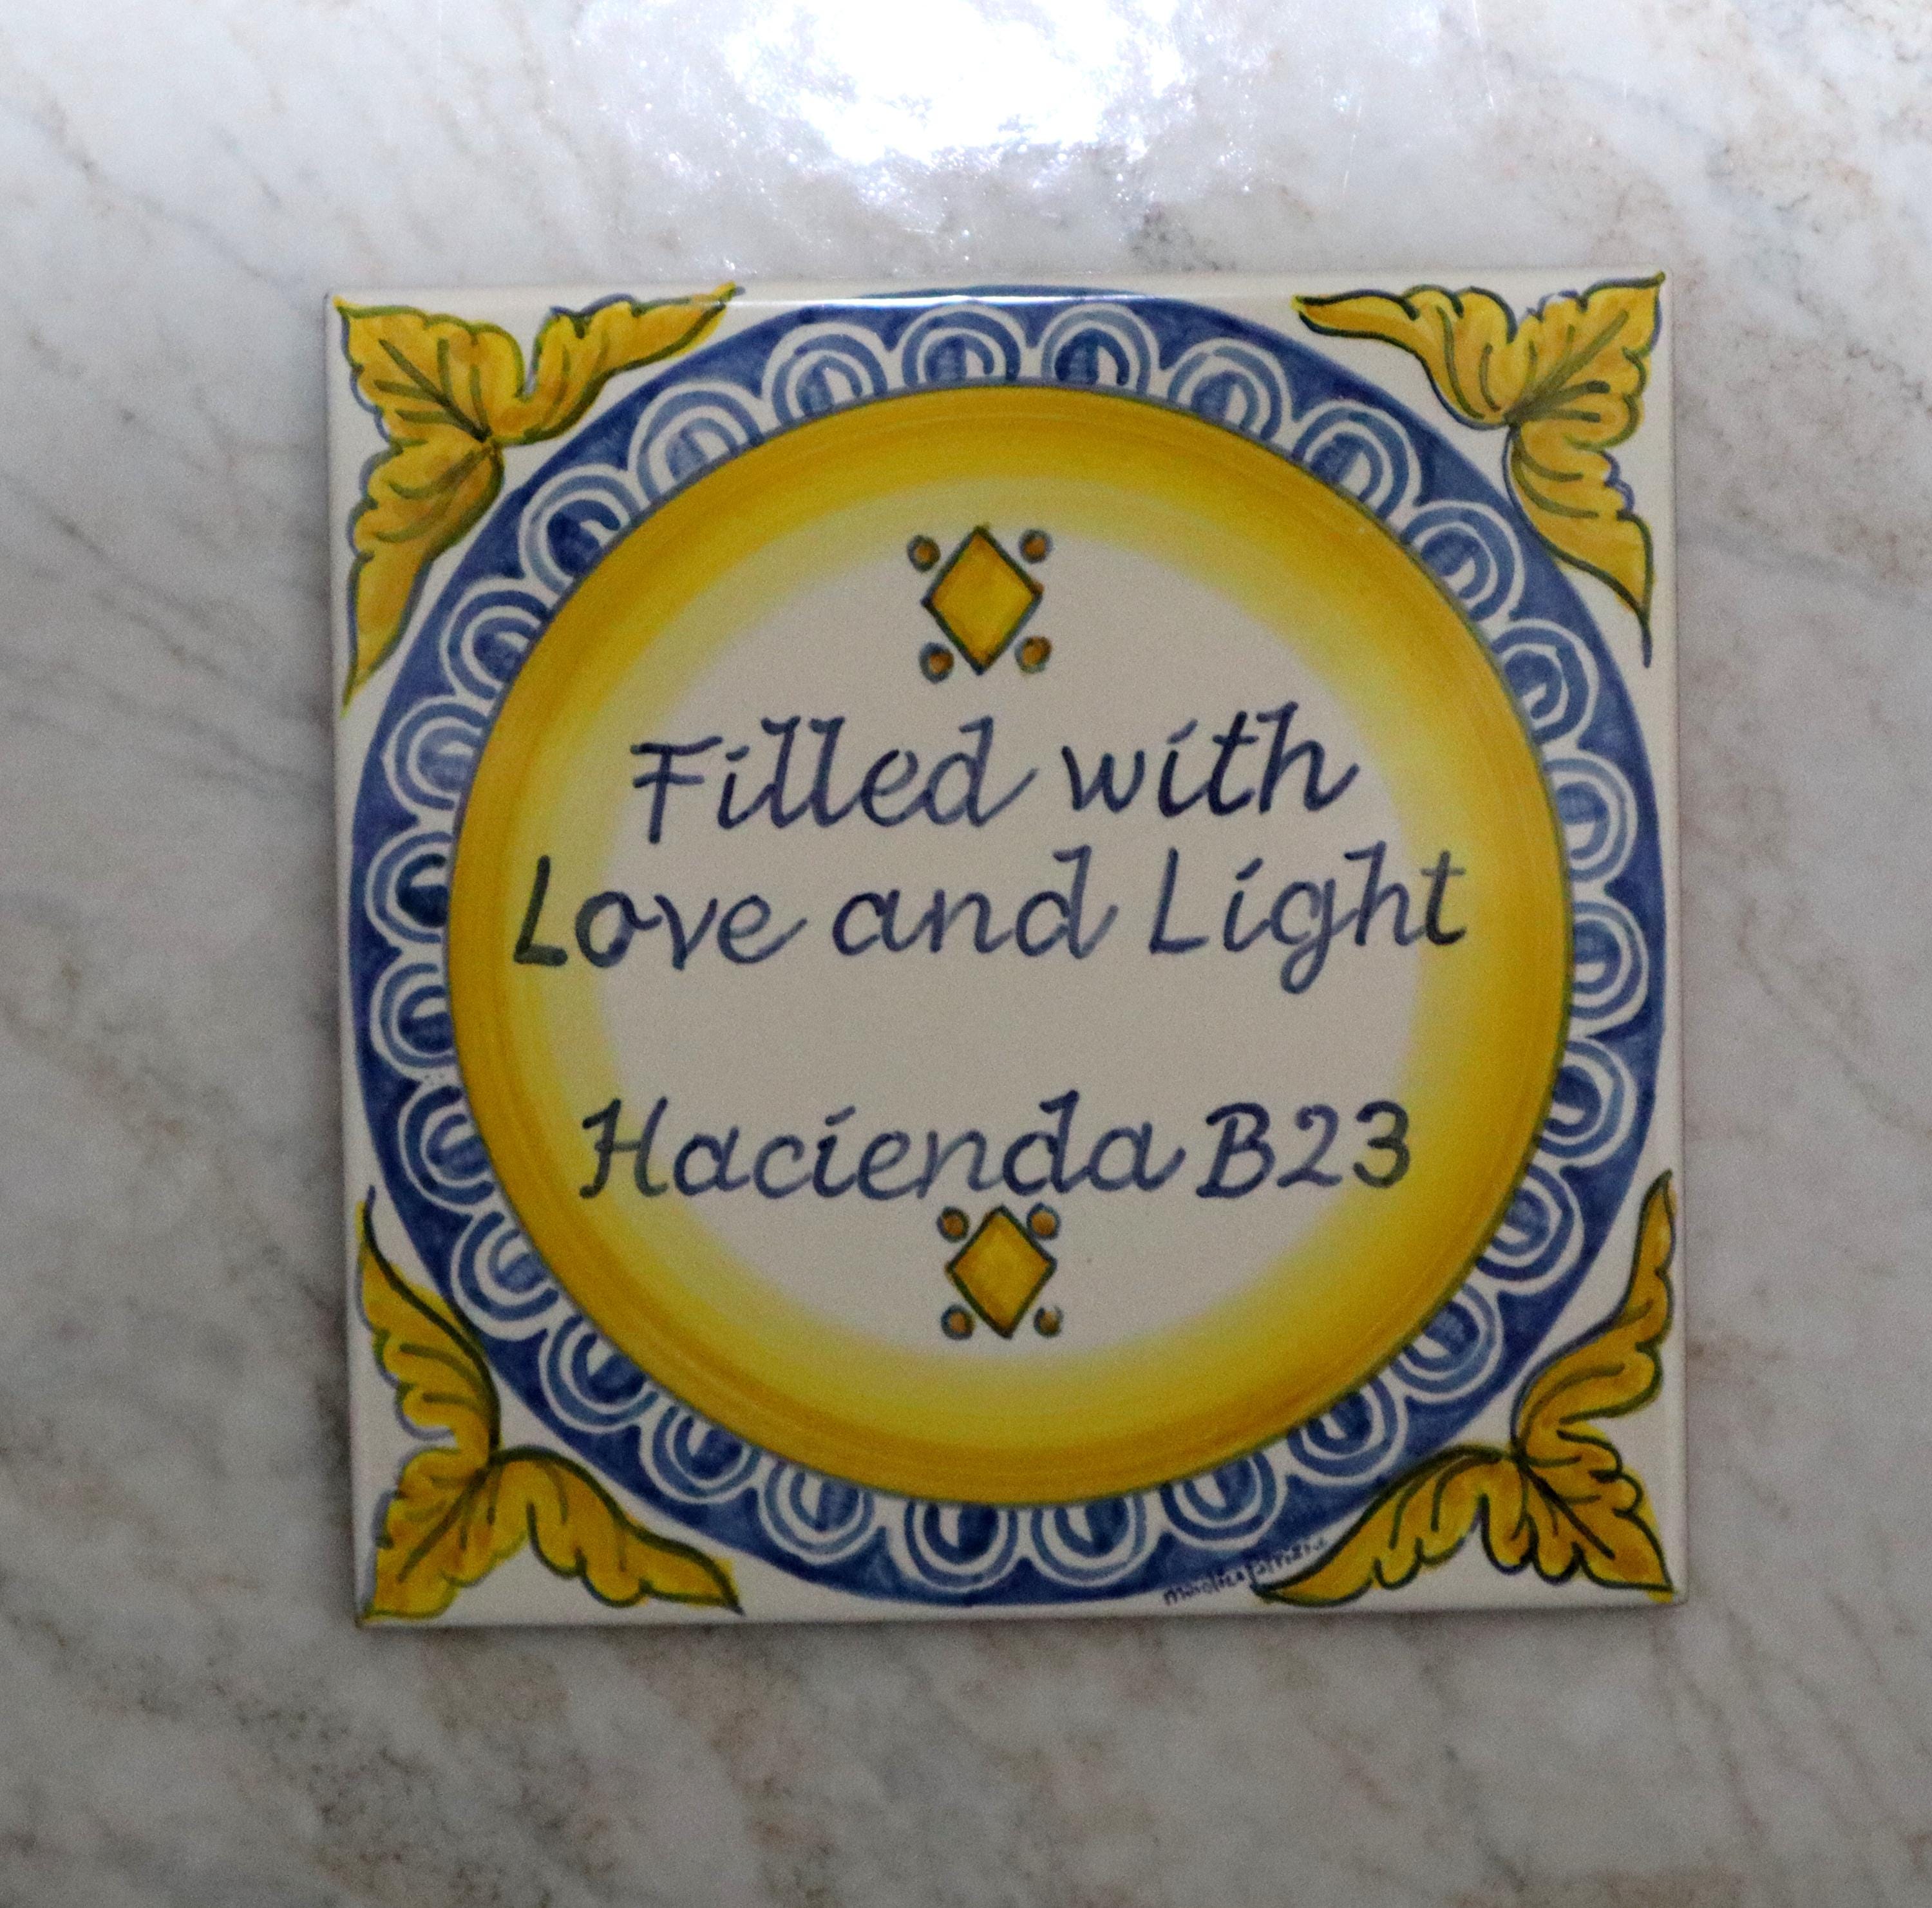 Filled with
Love and Light
Hacienda B23